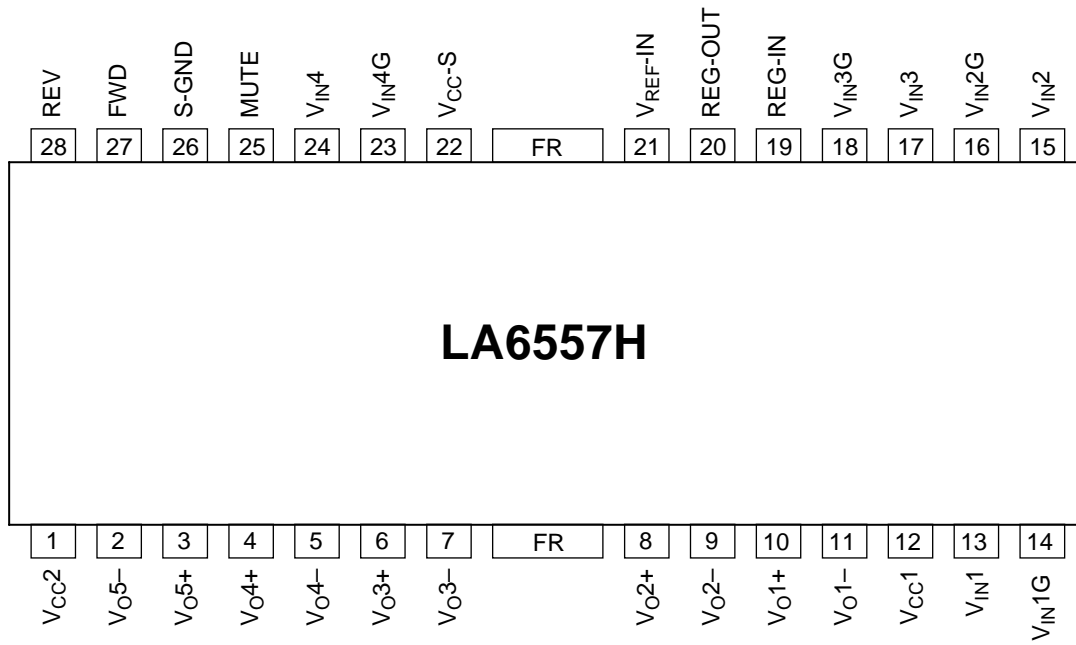 REV FWD S-GND MUTE VIN4 VIN4G VCC-S VREF-IN REG-OUT REG-IN VIN3G VIN3 VIN2G VIN2
28 27 26 25 24 23 22 FR 21 20 19 18 17 16 15
LA6557H
1 2 3 4 5 6 7 FR 8 9 10 11 12 13 14
VCC2 VO5– VO5+ VO4+ VO4– VO3+ VO3– VO2+ VO2– VO1+ VO1– VCC1 VIN1 VIN1G